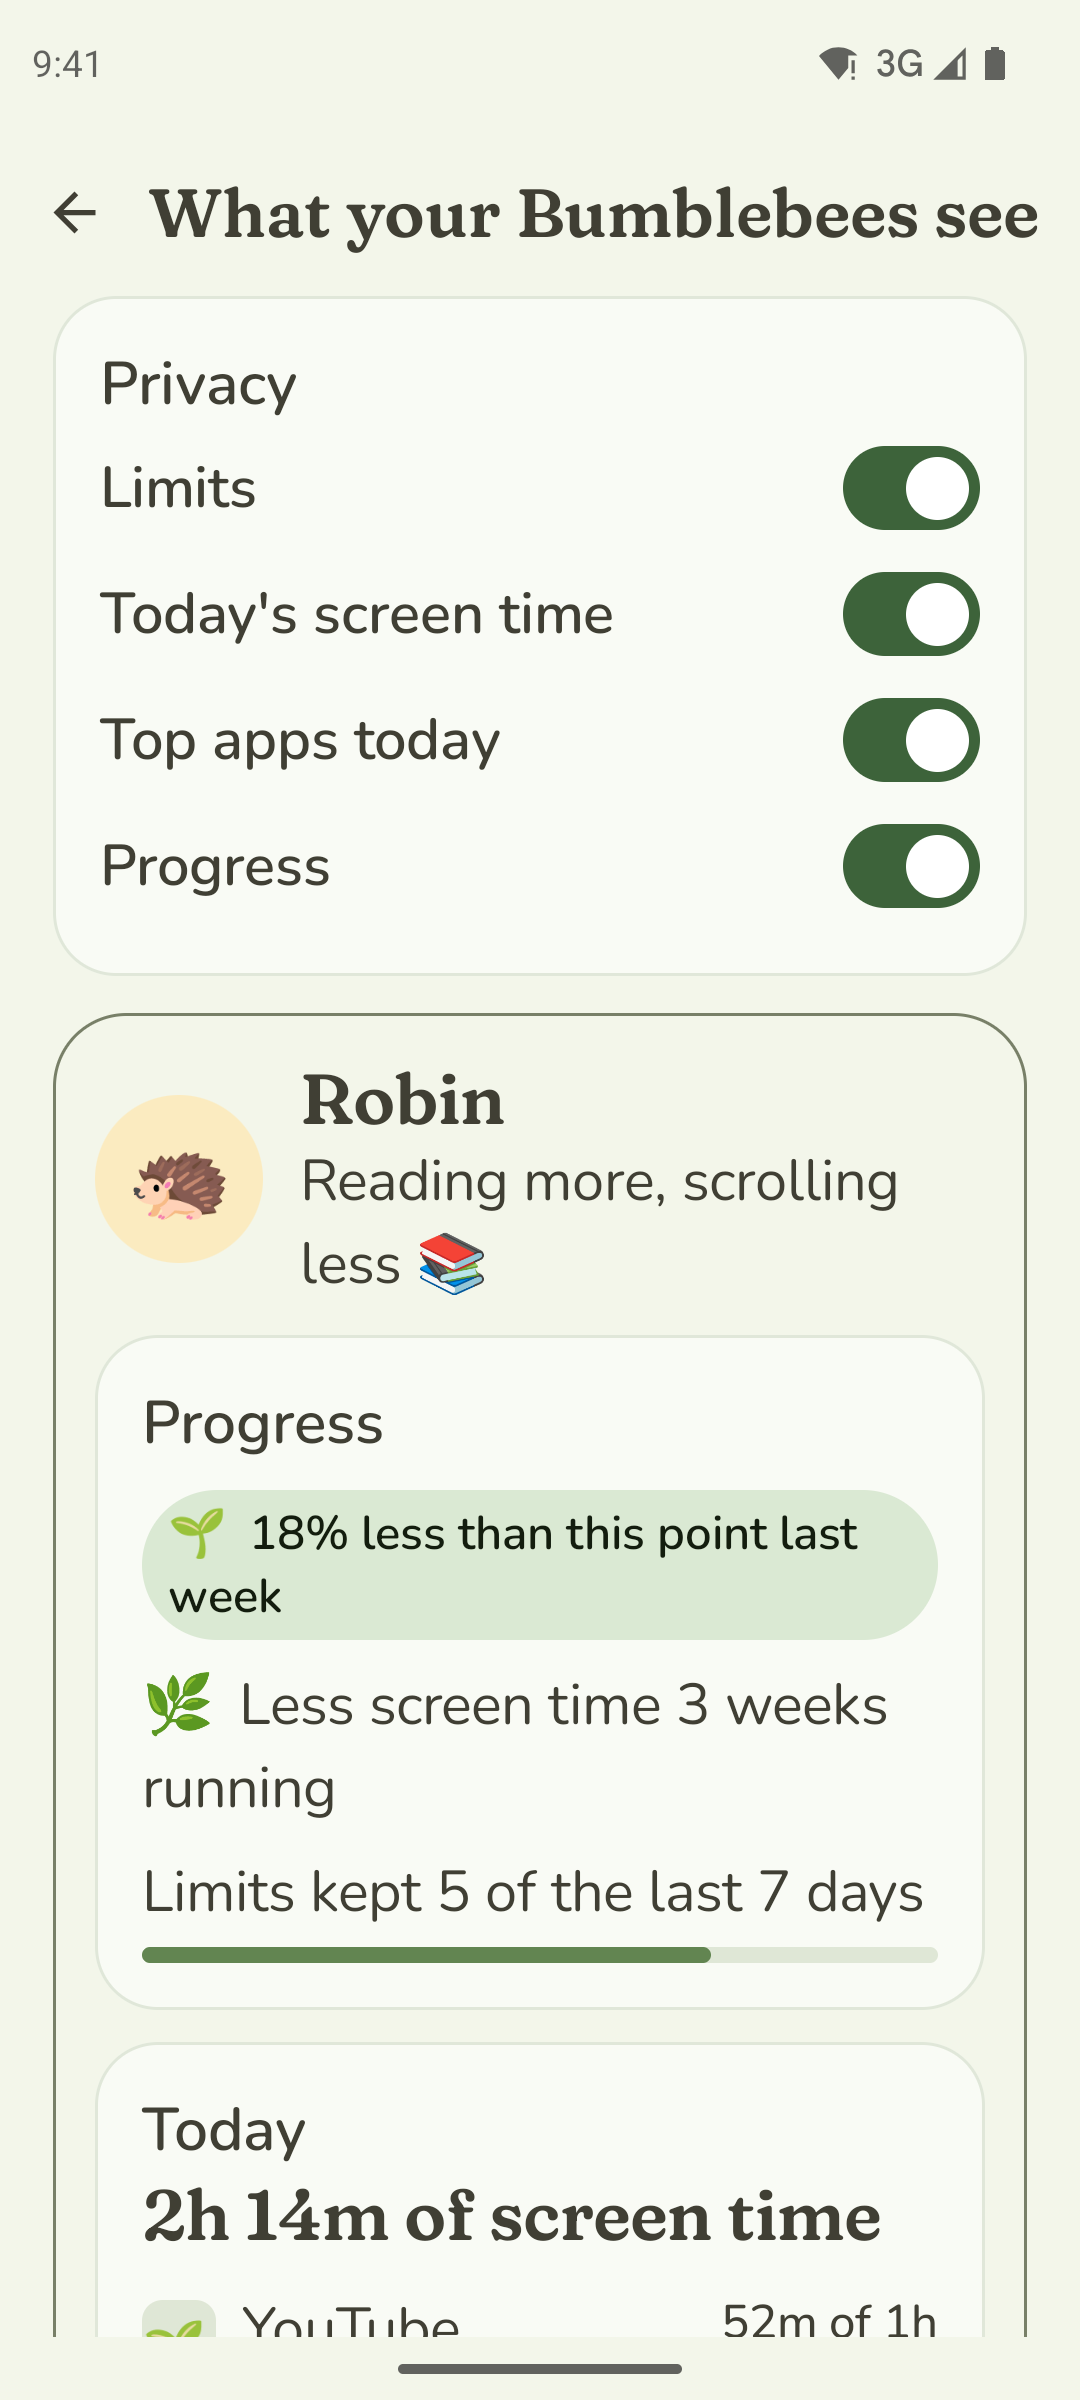 9:41
3G
What your Bumblebees see
Privacy
Limits
Today's screen time
Top apps today
Progress
Robin
Reading more, scrolling
less 📚
Progress
🌱 18% less than this point last
week
🌿 Less screen time 3 weeks
running
Limits kept 5 of the last 7 days
Today
2h 14m of screen time
YouTube 52m of 1h